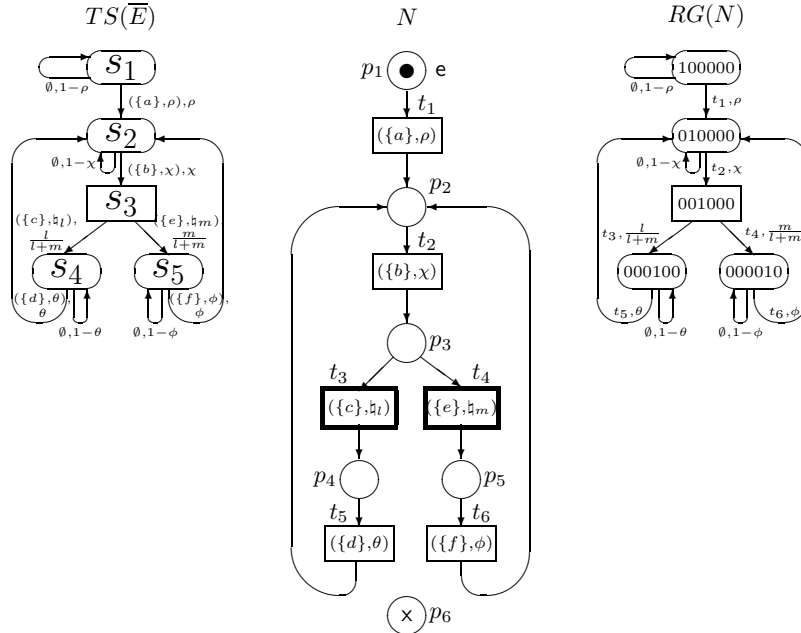 TS(E̅) N RG(N)
p₁ e
s₁ 100000
∅,1−ρ ∅,1−ρ
({a},ρ),ρ t₁ t₁,ρ
s₂ ({a},ρ) 010000
∅,1−χ ({b},χ),χ ∅,1−χ t₂,χ
p₂
s₃ 001000
({c},♮ₗ), ({e},♮ₘ),
l/(l+m) m/(l+m) t₂ t₃, l/(l+m) t₄, m/(l+m)
s₄ s₅ ({b},χ) 000100 000010
({d},θ), ({f},ϕ),
θ ϕ t₅,θ t₆,ϕ
∅,1−θ ∅,1−ϕ ∅,1−θ ∅,1−ϕ
p₃
t₃ t₄
({c},♮ₗ) ({e},♮ₘ)
p₄ p₅
t₅ t₆
({d},θ) ({f},ϕ)
x p₆